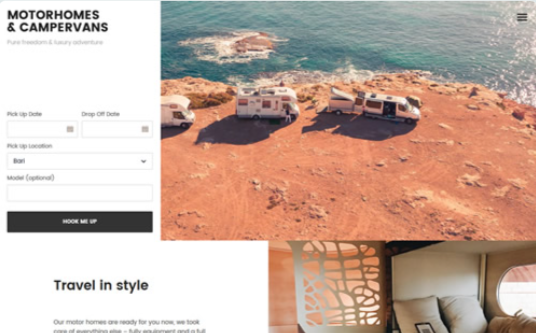 MOTORHOMES
& CAMPERVANS
Pure freedom & luxury adventure
Pick Up Date
Drop Off Date
Pick Up Location
Bari
Model (optional)
HOOK ME UP
Travel in style
Our motor homes are ready for you now, we took
care of everything else - fully equipment and a full